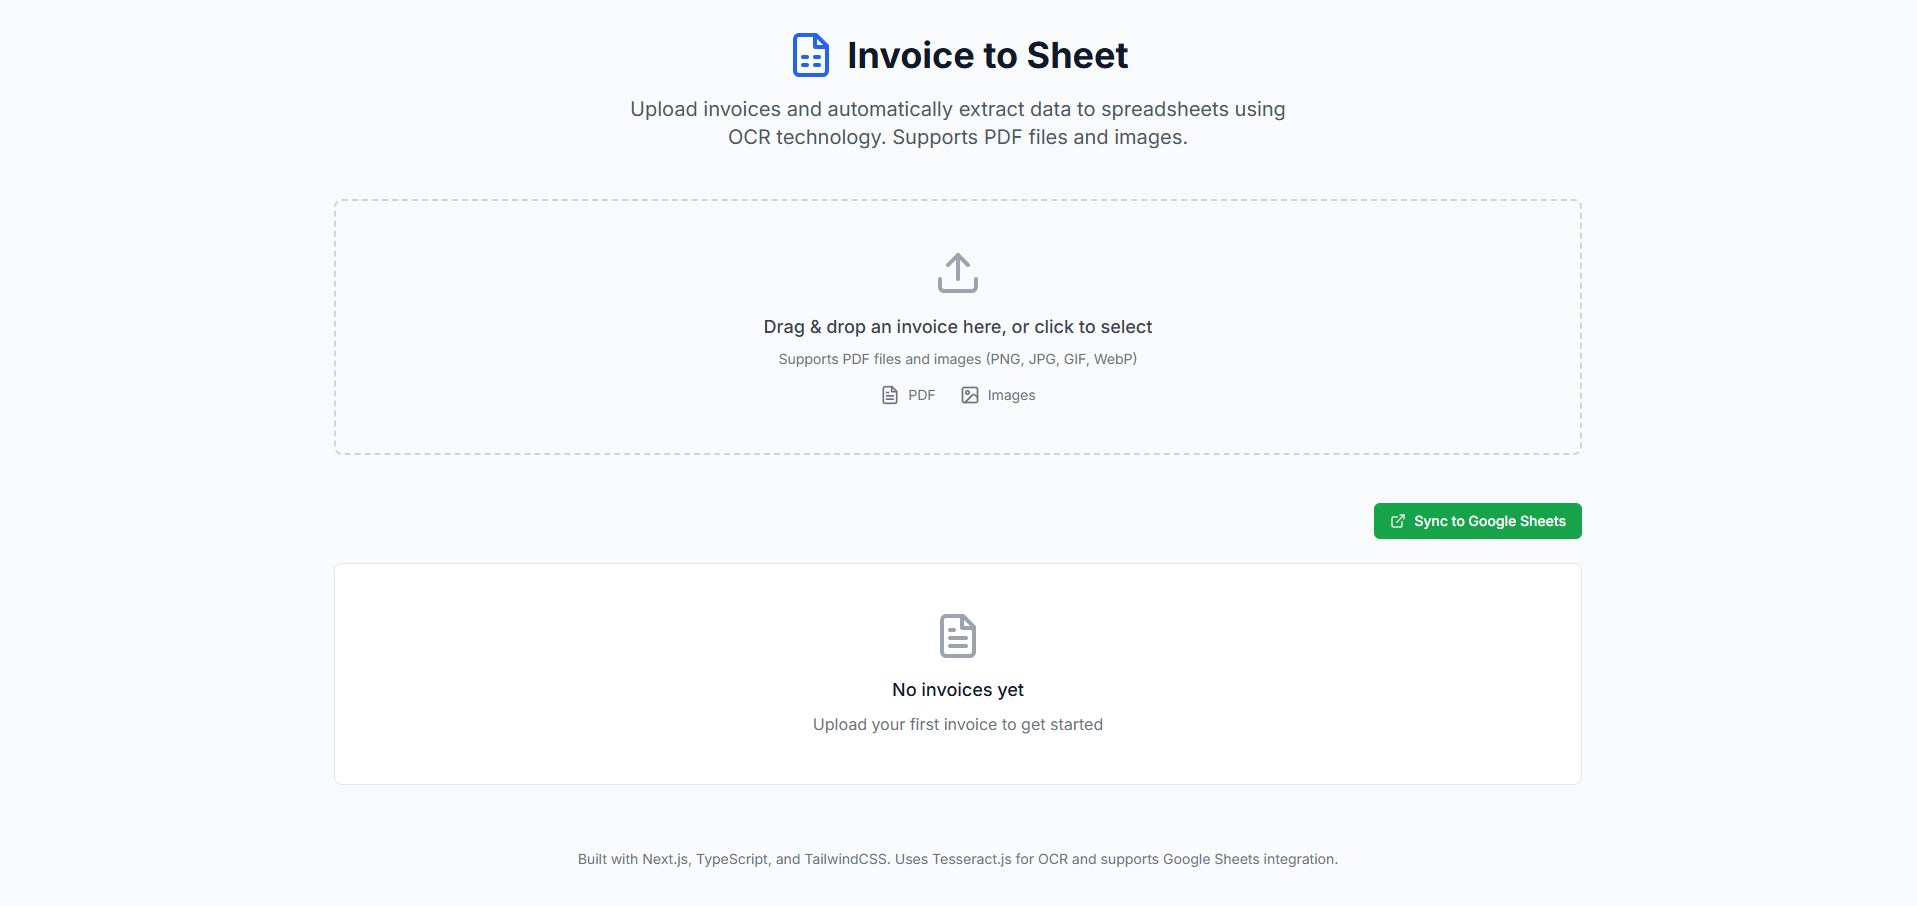 Invoice to Sheet
Upload invoices and automatically extract data to spreadsheets using
OCR technology. Supports PDF files and images.
Drag & drop an invoice here, or click to select
Supports PDF files and images (PNG, JPG, GIF, WebP)
PDF Images
Sync to Google Sheets
No invoices yet
Upload your first invoice to get started
Built with Next.js, TypeScript, and TailwindCSS. Uses Tesseract.js for OCR and supports Google Sheets integration.